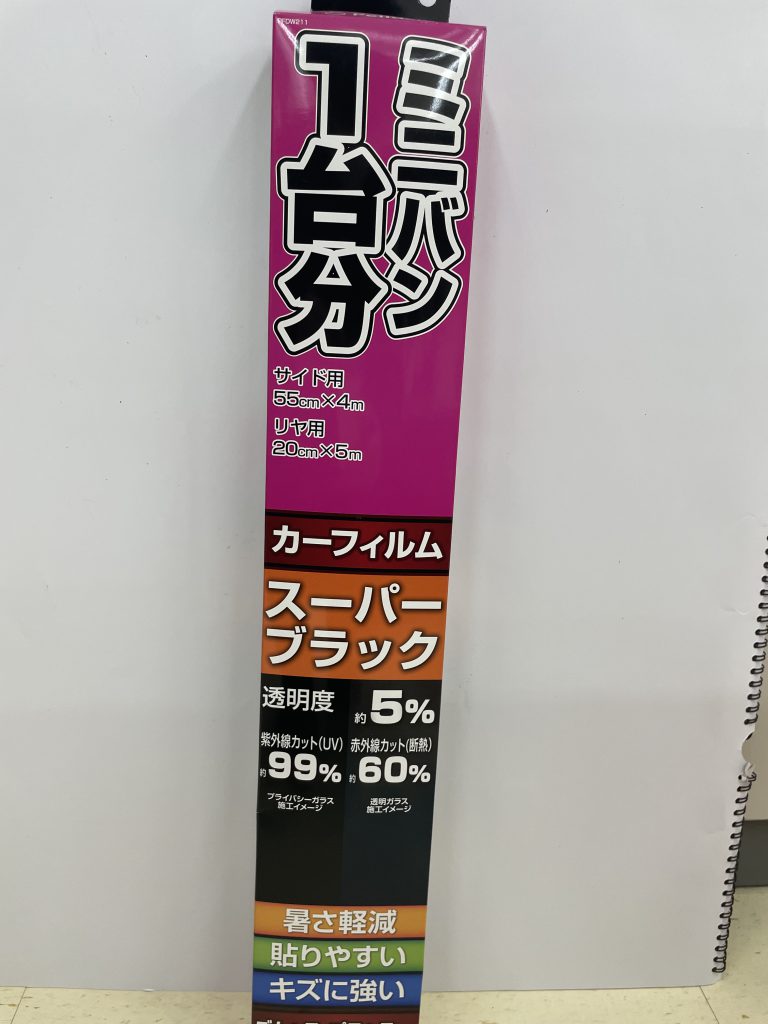 ミニバン
1台分
サイド用
55cm×4m
リヤ用
20cm×5m
カーフィルム
スーパー
ブラック
透明度
約5%
紫外線カット(UV)
約99%
赤外線カット(断熱)
約60%
プライバシーガラス
施工イメージ
透明ガラス
施工イメージ
暑さ軽減
貼りやすい
キズに強い